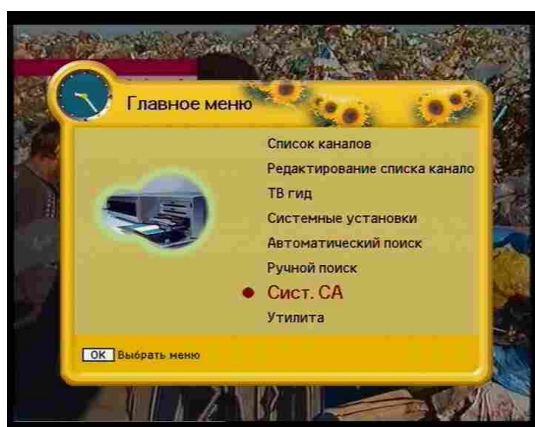 Главное меню
Список каналов
Редактирование списка канало
ТВ гид
Системные установки
Автоматический поиск
Ручной поиск
Сист. СА
Утилита
OK Выбрать меню